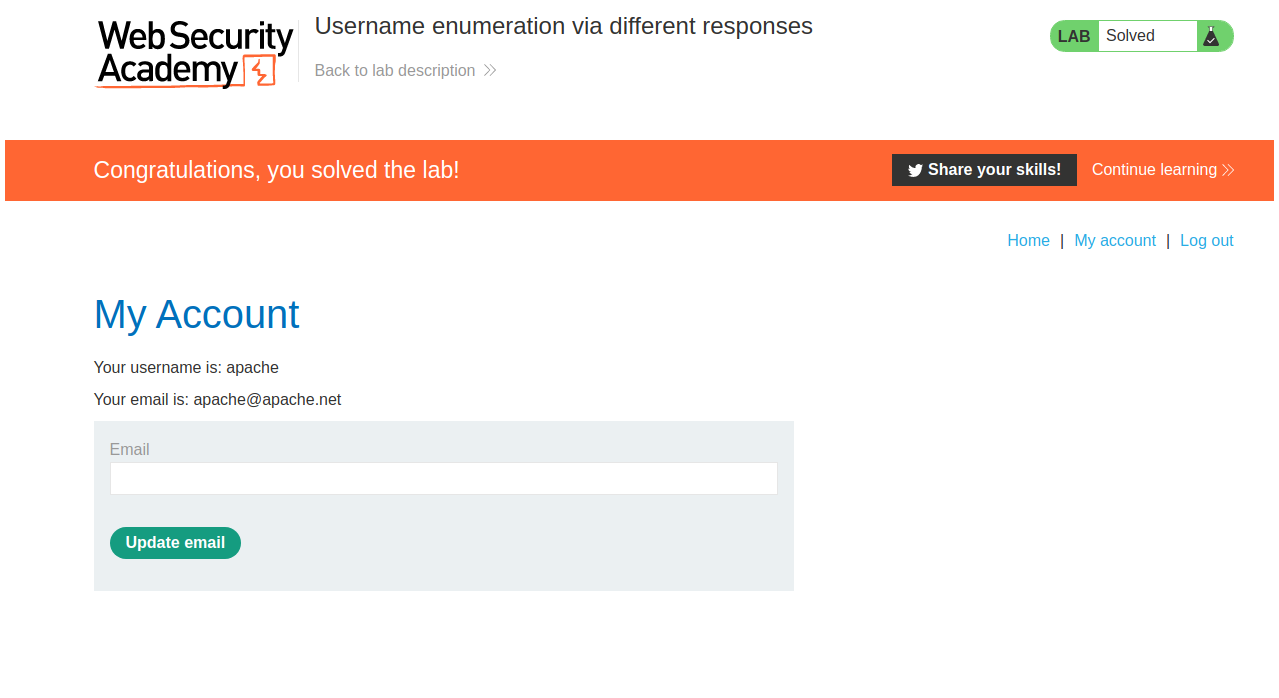 Web Security
Academy
Username enumeration via different responses
Back to lab description
LAB Solved
Congratulations, you solved the lab!
Share your skills!
Continue learning
Home | My account | Log out
My Account
Your username is: apache
Your email is: apache@apache.net
Email
Update email